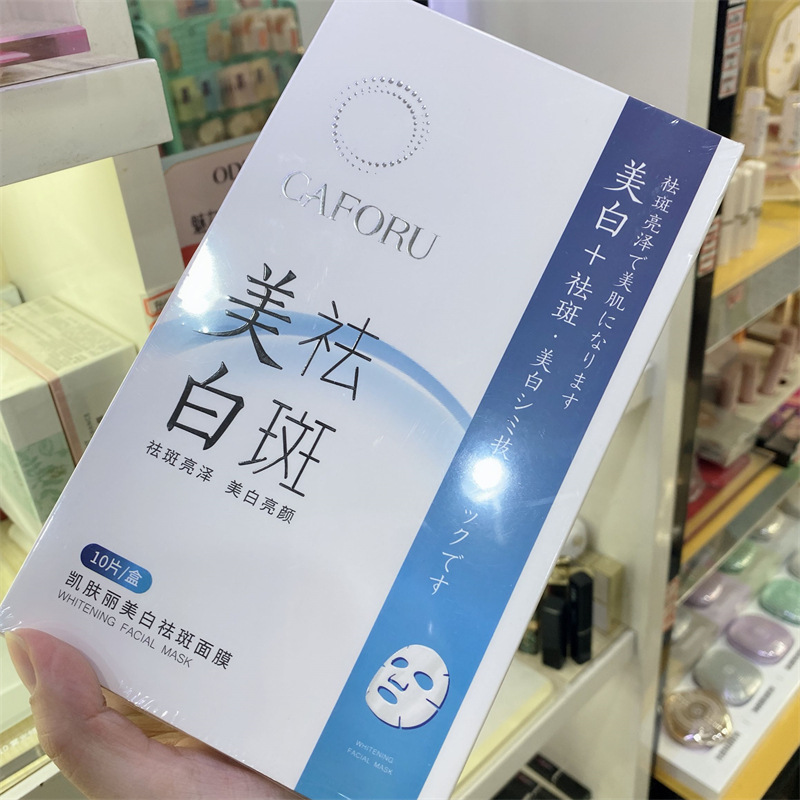 CAFORU
美白
祛斑
祛斑亮泽 美白亮颜
10片/盒
凯肤丽美白祛斑面膜
WHITENING FACIAL MASK
祛斑亮泽で美肌になります
美白+祛斑·美白シミ抜
ックです
WHITENING
FACIAL MASK
OD
魅